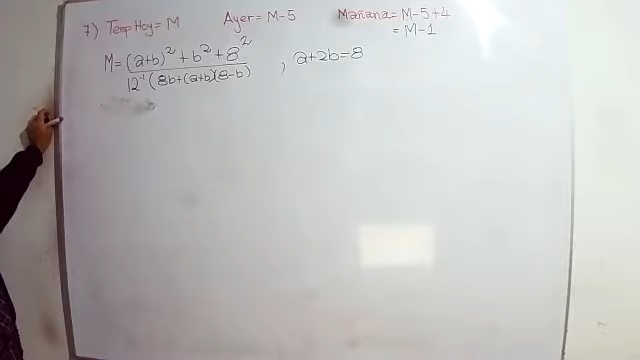 7) Temp Hoy = M Ayer = M-5 Mañana = M-5+4
= M-1
M = (a+b)² + b² + 8² , a+2b=8
12⁻¹ (8b+(a+b)(8-b)